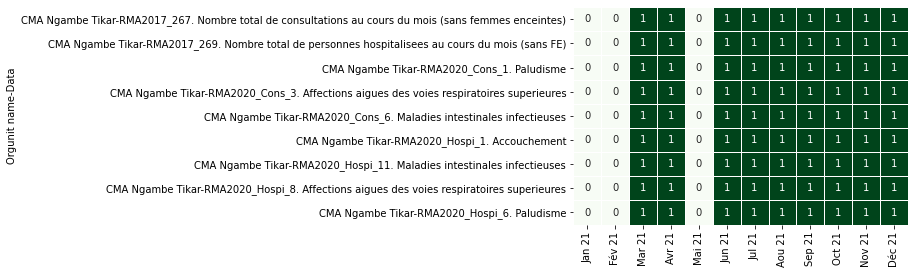 CMA Ngambe Tikar-RMA2017_267. Nombre total de consultations au cours du mois (sans femmes enceintes) 0 0 1 1 0 1 1 1 1 1 1 1
CMA Ngambe Tikar-RMA2017_269. Nombre total de personnes hospitalisees au cours du mois (sans FE) 0 0 1 1 0 1 1 1 1 1 1 1
CMA Ngambe Tikar-RMA2020_Cons_1. Paludisme 0 0 1 1 0 1 1 1 1 1 1 1
CMA Ngambe Tikar-RMA2020_Cons_3. Affections aigues des voies respiratoires superieures 0 0 1 1 0 1 1 1 1 1 1 1
CMA Ngambe Tikar-RMA2020_Cons_6. Maladies intestinales infectieuses 0 0 1 1 0 1 1 1 1 1 1 1
CMA Ngambe Tikar-RMA2020_Hospi_1. Accouchement 0 0 1 1 0 1 1 1 1 1 1 1
CMA Ngambe Tikar-RMA2020_Hospi_11. Maladies intestinales infectieuses 0 0 1 1 0 1 1 1 1 1 1 1
CMA Ngambe Tikar-RMA2020_Hospi_8. Affections aigues des voies respiratoires superieures 0 0 1 1 0 1 1 1 1 1 1 1
CMA Ngambe Tikar-RMA2020_Hospi_6. Paludisme 0 0 1 1 0 1 1 1 1 1 1 1
Orgunit name-Data
Jan 21
Fév 21
Mar 21
Avr 21
Mai 21
Jun 21
Jul 21
Aou 21
Sep 21
Oct 21
Nov 21
Déc 21